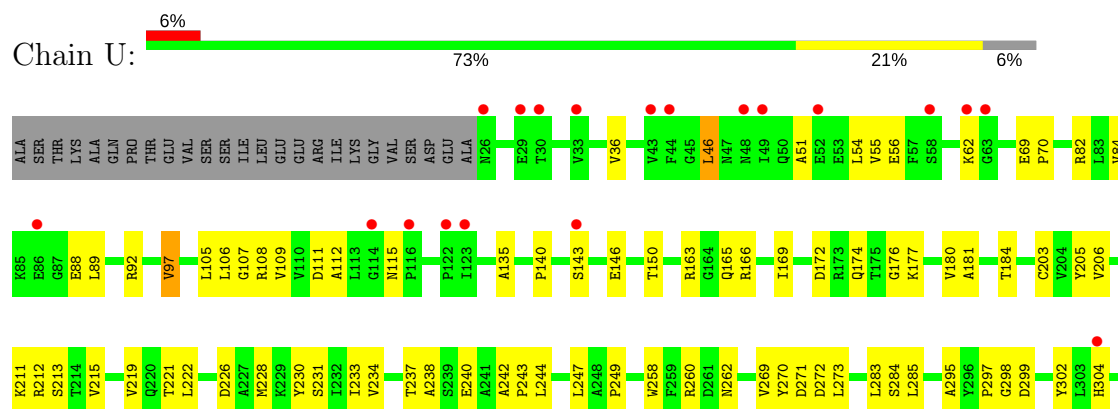 6%
Chain U:
73% 21% 6%
ALA SER THR LYS ALA GLN PRO THR GLU VAL SER SER ILE LEU GLU GLU ARG ILE LYS GLY VAL SER ASP GLU ALA N26 E29 T30 V33 V36 V43 F44 G45 L46 N47 N48 I49 Q50 A51 E52 E53 L54 V55 E56 F57 S58 K62 G63 E69 P70 R82 L83 V84
K85 E86 G87 E88 L89 R92 V97 L105 L106 G107 R108 V109 V110 D111 A112 L113 G114 N115 P116 P122 I123 A135 P140 S143 E146 T150 R163 G164 Q165 R166 I169 D172 R173 Q174 T175 G176 K177 V180 A181 T184 C203 V204 Y205 V206
K211 R212 S213 T214 V215 V219 Q220 T221 L222 D226 A227 M228 K229 Y230 S231 I232 I233 V234 T237 A238 S239 E240 A241 A242 P243 L244 L247 A248 P249 W258 F259 R260 D261 N262 V269 Y270 D271 D272 L273 L283 S284 L285 A295 Y296 P297 G298 D299 Y302 L303 H304